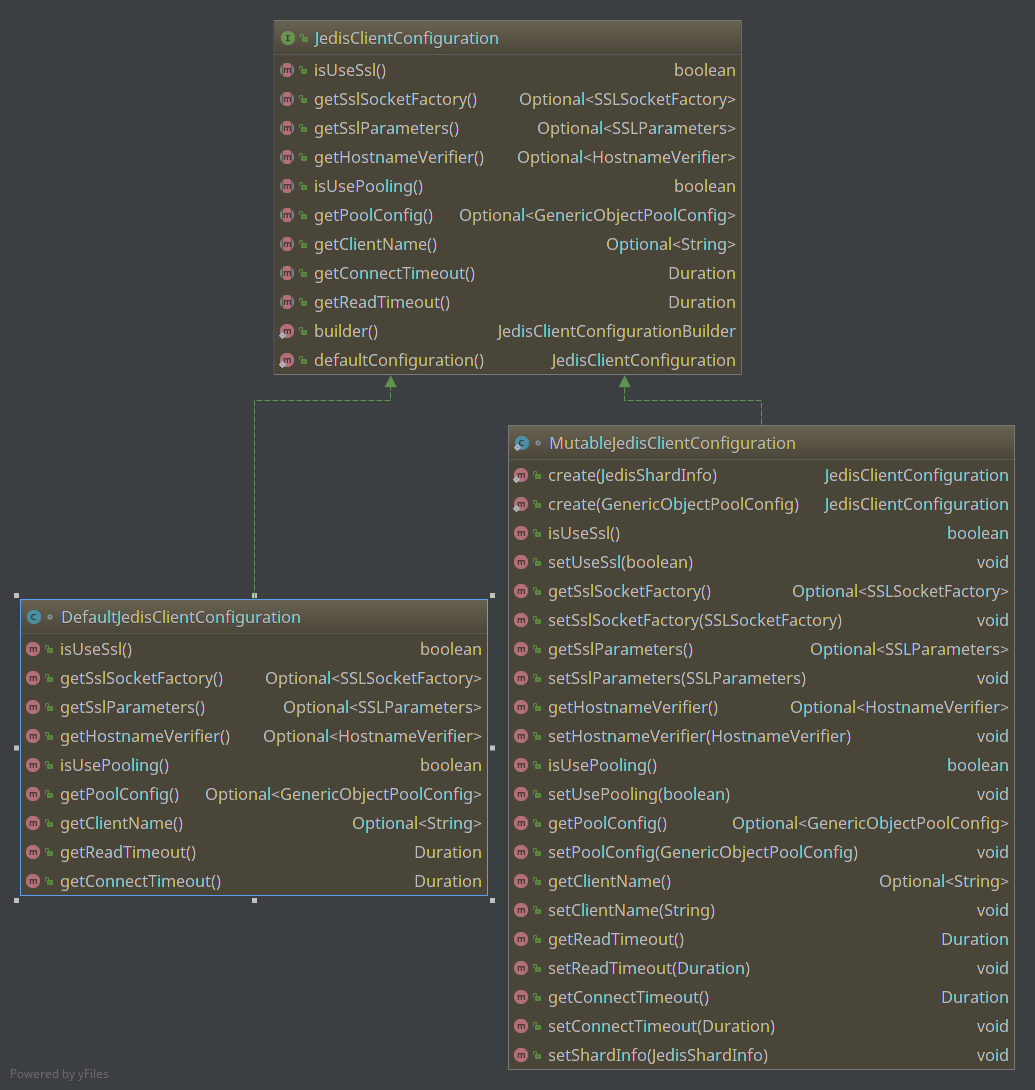 JedisClientConfiguration
isUseSsl() boolean
getSslSocketFactory() Optional<SSLSocketFactory>
getSslParameters() Optional<SSLParameters>
getHostnameVerifier() Optional<HostnameVerifier>
isUsePooling() boolean
getPoolConfig() Optional<GenericObjectPoolConfig>
getClientName() Optional<String>
getConnectTimeout() Duration
getReadTimeout() Duration
builder() JedisClientConfigurationBuilder
defaultConfiguration() JedisClientConfiguration
MutableJedisClientConfiguration
create(JedisShardInfo) JedisClientConfiguration
create(GenericObjectPoolConfig) JedisClientConfiguration
isUseSsl() boolean
setUseSsl(boolean) void
getSslSocketFactory() Optional<SSLSocketFactory>
setSslSocketFactory(SSLSocketFactory) void
getSslParameters() Optional<SSLParameters>
setSslParameters(SSLParameters) void
getHostnameVerifier() Optional<HostnameVerifier>
setHostnameVerifier(HostnameVerifier) void
isUsePooling() boolean
setUsePooling(boolean) void
getPoolConfig() Optional<GenericObjectPoolConfig>
setPoolConfig(GenericObjectPoolConfig) void
getClientName() Optional<String>
setClientName(String) void
getReadTimeout() Duration
setReadTimeout(Duration) void
getConnectTimeout() Duration
setConnectTimeout(Duration) void
setShardInfo(JedisShardInfo) void
DefaultJedisClientConfiguration
isUseSsl() boolean
getSslSocketFactory() Optional<SSLSocketFactory>
getSslParameters() Optional<SSLParameters>
getHostnameVerifier() Optional<HostnameVerifier>
isUsePooling() boolean
getPoolConfig() Optional<GenericObjectPoolConfig>
getClientName() Optional<String>
getReadTimeout() Duration
getConnectTimeout() Duration
Powered by yFiles